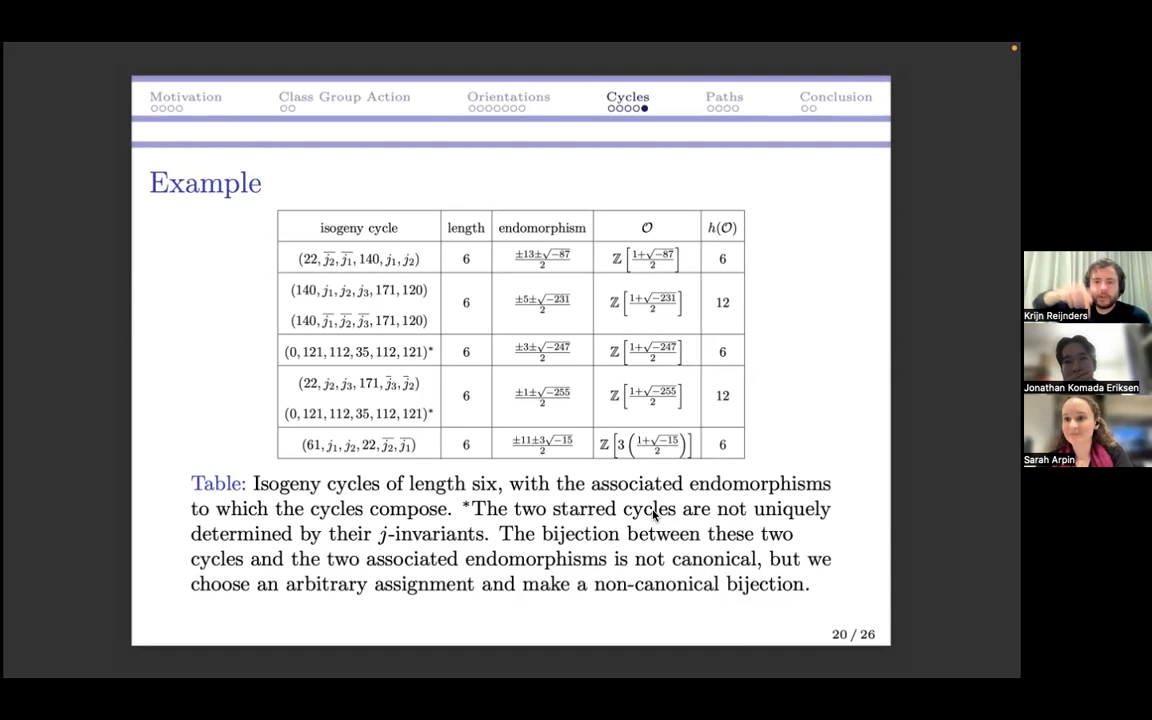 Motivation Class Group Action Orientations Cycles Paths Conclusion
Example
isogeny cycle length endomorphism 𝒪 h(𝒪)
(22, j̅₂, j̅₁, 140, j₁, j₂) 6 (±13±√−87)/2 ℤ[(1+√−87)/2] 6
(140, j₁, j₂, j₃, 171, 120)
6 (±5±√−231)/2 ℤ[(1+√−231)/2] 12
(140, j̅₁, j̅₂, j̅₃, 171, 120)
(0, 121, 112, 35, 112, 121)* 6 (±3±√−247)/2 ℤ[(1+√−247)/2] 6
(22, j₂, j₃, 171, j̅₃, j̅₂)
6 (±1±√−255)/2 ℤ[(1+√−255)/2] 12
(0, 121, 112, 35, 112, 121)*
(61, j₁, j₂, 22, j̅₂, j̅₁) 6 (±11±3√−15)/2 ℤ[3((1+√−15)/2)] 6
Table: Isogeny cycles of length six, with the associated endomorphisms
to which the cycles compose. *The two starred cycles are not uniquely
determined by their j-invariants. The bijection between these two
cycles and the two associated endomorphisms is not canonical, but we
choose an arbitrary assignment and make a non-canonical bijection.
20 / 26
Krijn Reijnders
Jonathan Komada Eriksen
Sarah Arpin